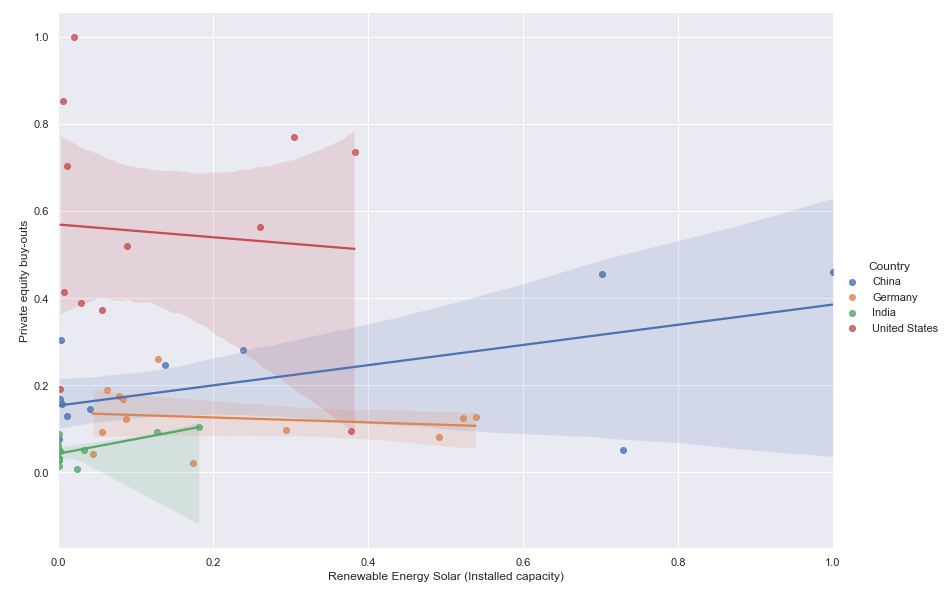 1.0
0.8
0.6
0.4
0.2
0.0
Private equity buy-outs
0.0 0.2 0.4 0.6 0.8 1.0
Renewable Energy Solar (Installed capacity)
Country
China
Germany
India
United States